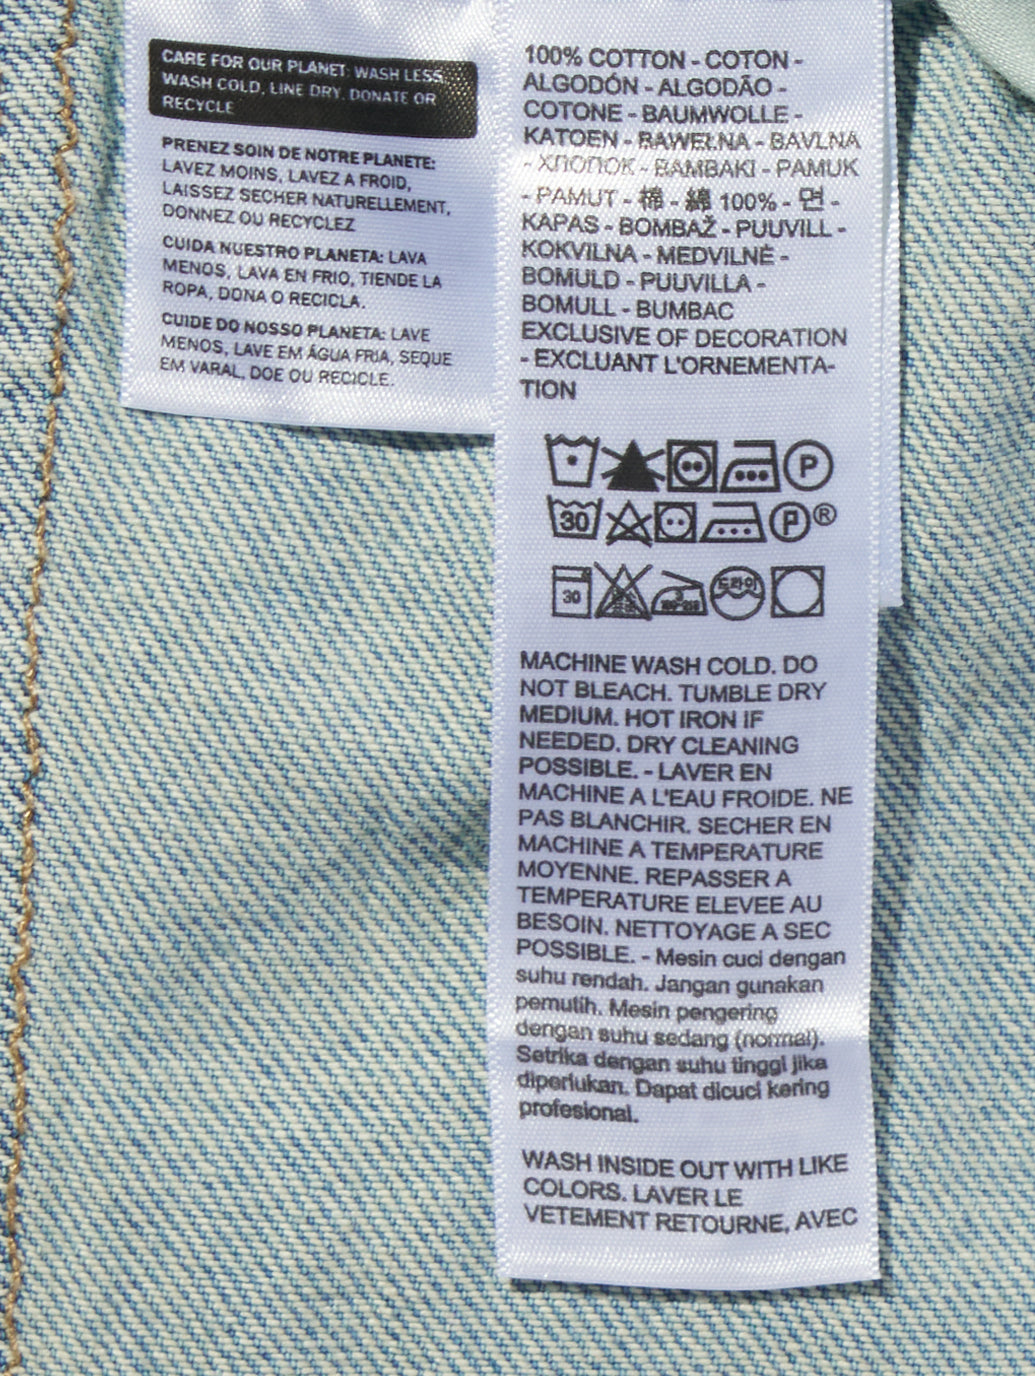 CARE FOR OUR PLANET: WASH LESS,
WASH COLD, LINE DRY, DONATE OR
RECYCLE
PRENEZ SOIN DE NOTRE PLANETE:
LAVEZ MOINS, LAVEZ A FROID,
LAISSEZ SECHER NATURELLEMENT,
DONNEZ OU RECYCLEZ
CUIDA NUESTRO PLANETA: LAVA
MENOS, LAVA EN FRIO, TIENDE LA
ROPA, DONA O RECICLA.
CUIDE DO NOSSO PLANETA: LAVE
MENOS, LAVE EM ÁGUA FRIA, SEQUE
EM VARAL, DOE OU RECICLE.
100% COTTON - COTON -
ALGODÓN - ALGODÃO -
COTONE - BAUMWOLLE -
KATOEN - BAWEŁNA - BAVLNA
- ХЛОПОК - BAMBAKI - PAMUK
- PAMUT - 棉 - 綿 100% - 면 -
KAPAS - BOMBAŽ - PUUVILL -
KOKVILNA - MEDVILNĖ -
BOMULD - PUUVILLA -
BOMULL - BUMBAC
EXCLUSIVE OF DECORATION
- EXCLUANT L'ORNEMENTA-
TION
P
30 P ®
30 3 드라이
MACHINE WASH COLD. DO
NOT BLEACH. TUMBLE DRY
MEDIUM. HOT IRON IF
NEEDED. DRY CLEANING
POSSIBLE. - LAVER EN
MACHINE A L'EAU FROIDE. NE
PAS BLANCHIR. SECHER EN
MACHINE A TEMPERATURE
MOYENNE. REPASSER A
TEMPERATURE ELEVEE AU
BESOIN. NETTOYAGE A SEC
POSSIBLE. - Mesin cuci dengan
suhu rendah. Jangan gunakan
pemutih. Mesin pengering
dengan suhu sedang (normal).
Setrika dengan suhu tinggi jika
diperlukan. Dapat dicuci kering
profesional.
WASH INSIDE OUT WITH LIKE
COLORS. LAVER LE
VETEMENT RETOURNE, AVEC